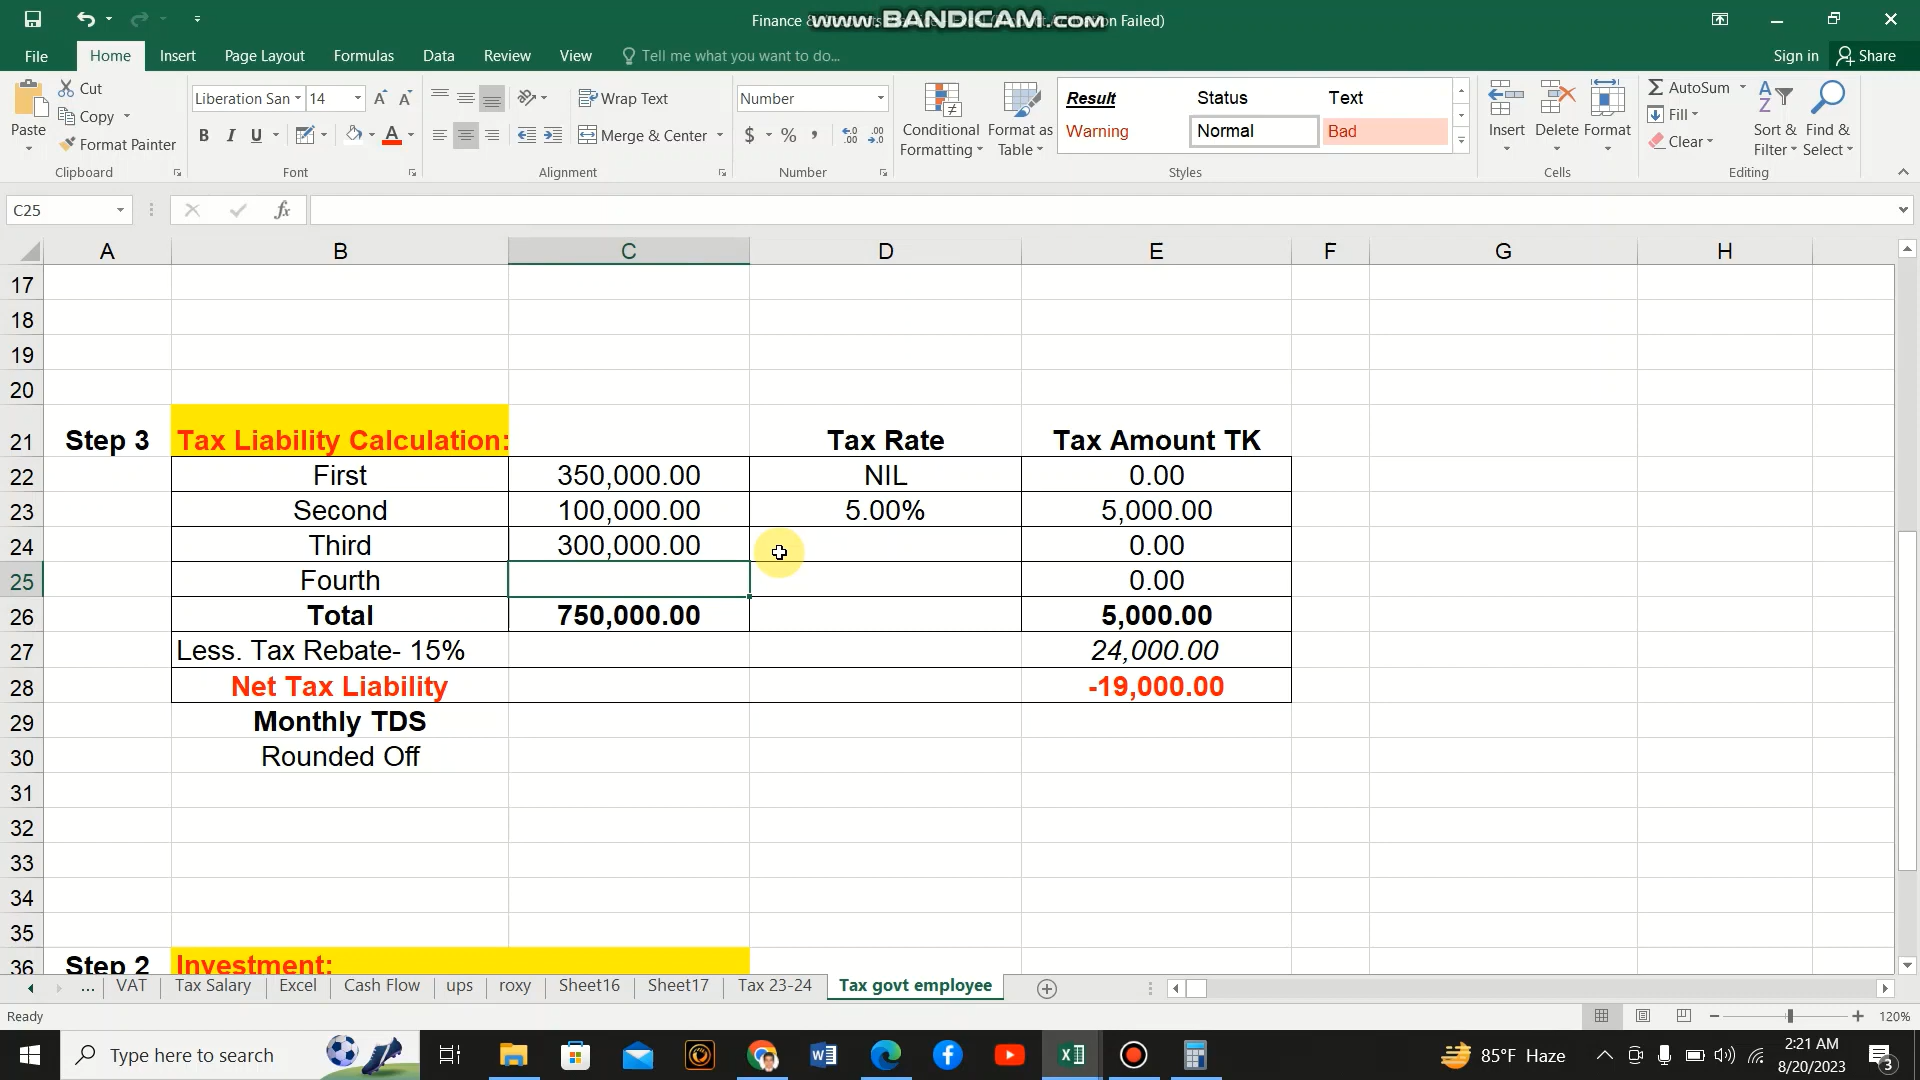 Finance &
www.BANDICAM.com
on Failed)
File Home Insert Page Layout Formulas Data Review View Tell me what you want to do... Sign in Share
Paste Cut Copy Format Painter Clipboard
Liberation San 14 B I U Font
Wrap Text Merge & Center Alignment
Number $ % , Number
Conditional Formatting Format as Table
Result Status Text
Warning Normal Bad
Styles
Insert Delete Format Cells
AutoSum Fill Clear Sort & Filter Find & Select Editing
C25 fx
A B C D E F G H
17
18
19
20
21 Step 3 Tax Liability Calculation: Tax Rate Tax Amount TK
22 First 350,000.00 NIL 0.00
23 Second 100,000.00 5.00% 5,000.00
24 Third 300,000.00 0.00
25 Fourth 0.00
26 Total 750,000.00 5,000.00
27 Less. Tax Rebate- 15% 24,000.00
28 Net Tax Liability -19,000.00
29 Monthly TDS
30 Rounded Off
31
32
33
34
35
36 Step 2 Investment:
... VAT Tax Salary Excel Cash Flow ups roxy Sheet16 Sheet17 Tax 23-24 Tax govt employee
Ready 120%
Type here to search 85°F Haze 2:21 AM
8/20/2023 3